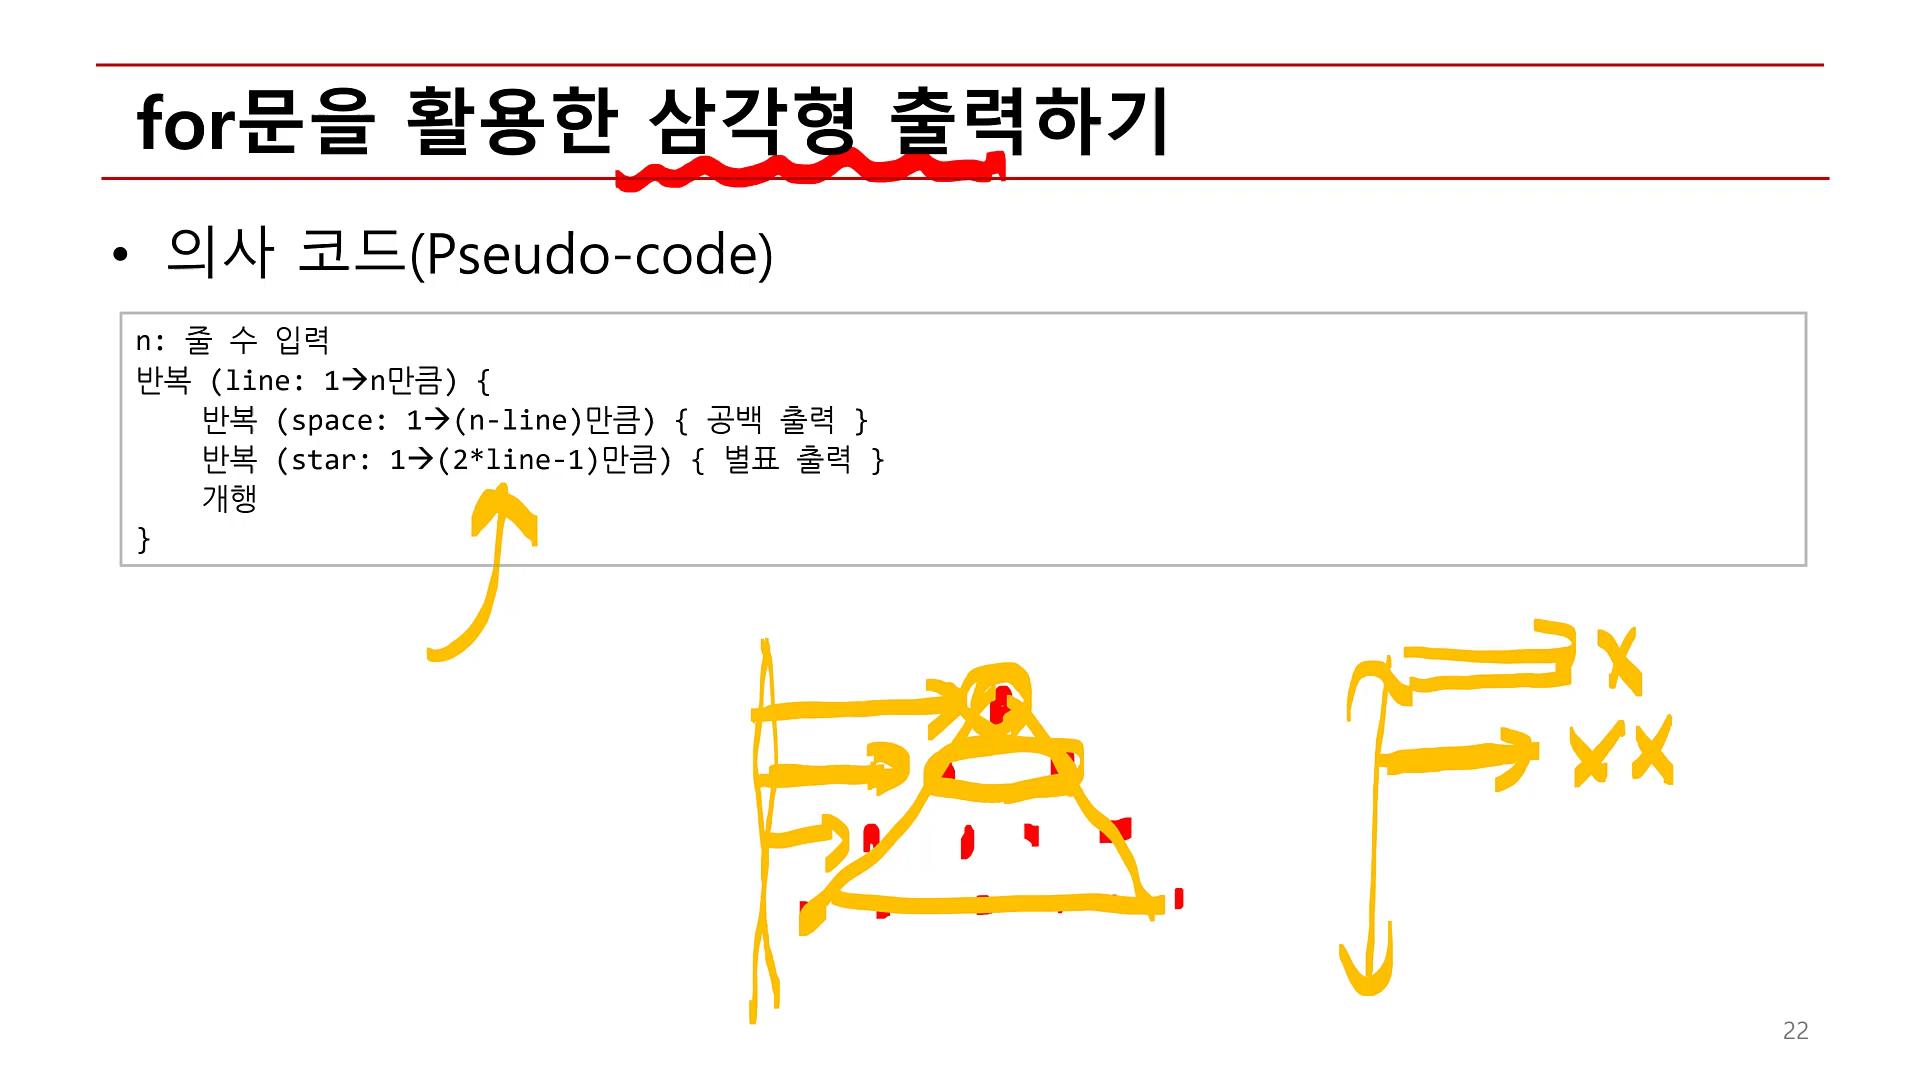 for문을 활용한 삼각형 출력하기
• 의사 코드(Pseudo-code)
n: 줄 수 입력
반복 (line: 1→n만큼) {
반복 (space: 1→(n-line)만큼) { 공백 출력 }
반복 (star: 1→(2*line-1)만큼) { 별표 출력 }
개행
}
X
XX
22